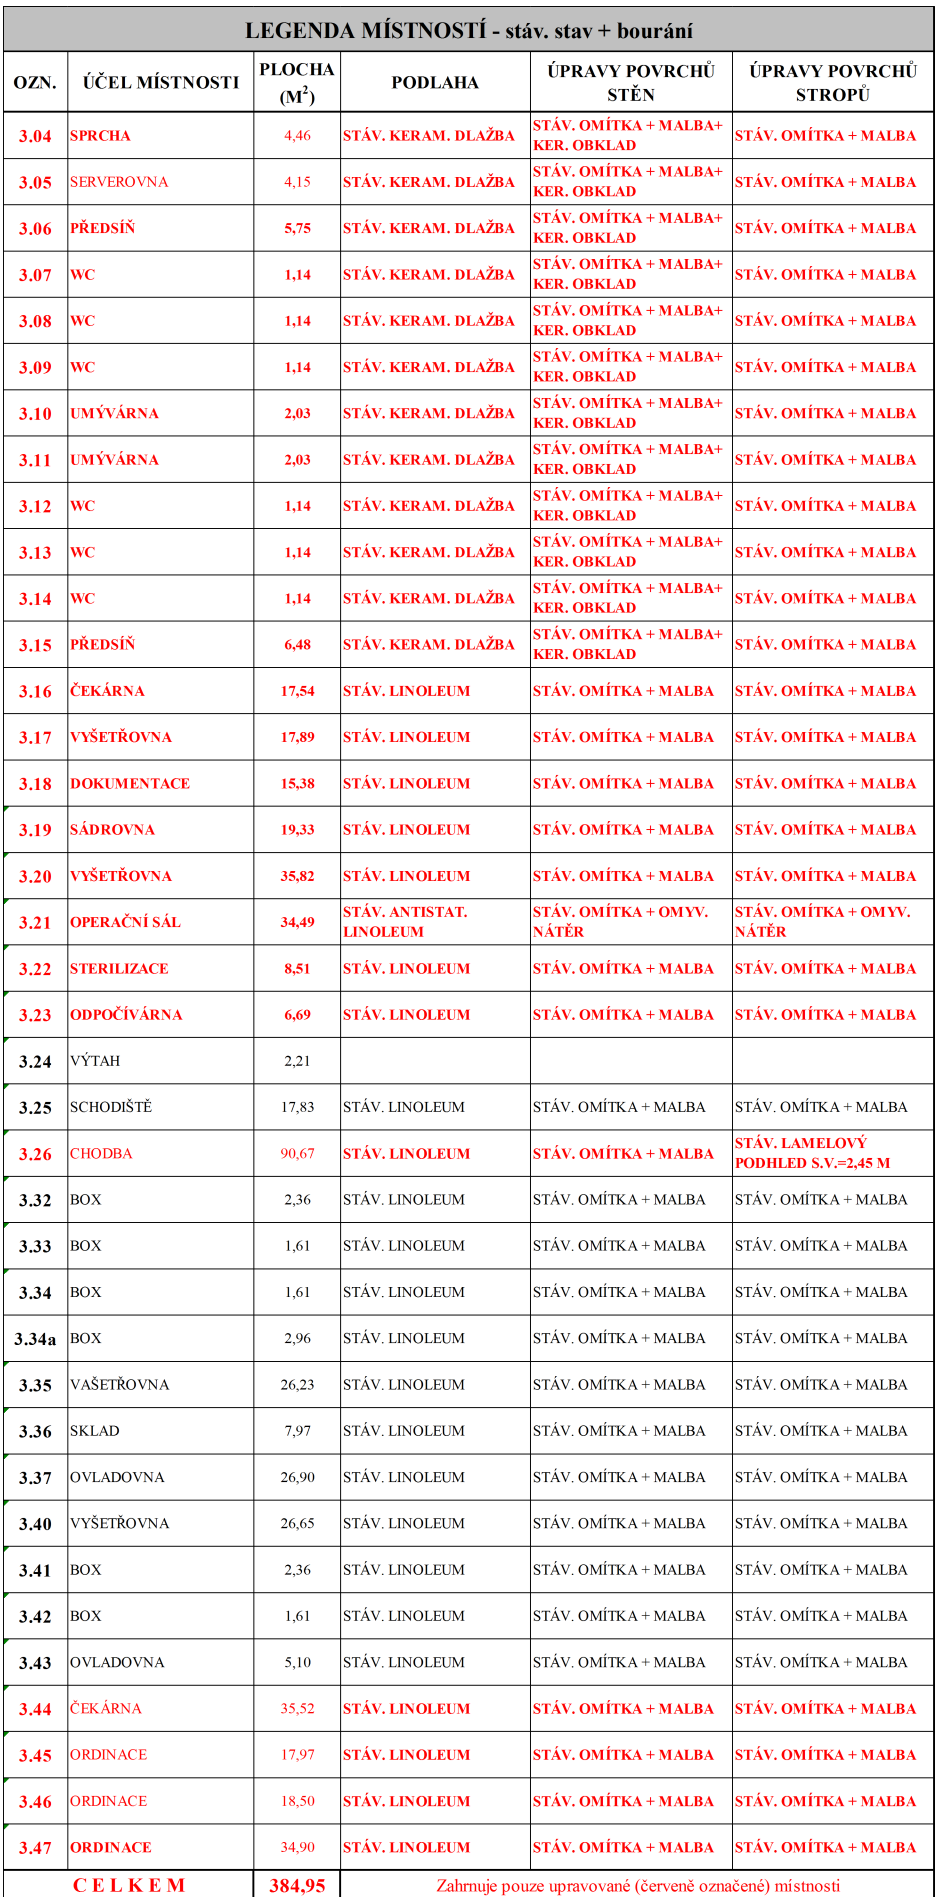 LEGENDA MÍSTNOSTÍ - stáv. stav + bourání
OZN. ÚČEL MÍSTNOSTI PLOCHA (M²) PODLAHA ÚPRAVY POVRCHŮ STĚN ÚPRAVY POVRCHŮ STROPŮ
3.04 SPRCHA 4,46 STÁV. KERAM. DLAŽBA STÁV. OMÍTKA + MALBA+ KER. OBKLAD STÁV. OMÍTKA + MALBA
3.05 SERVEROVNA 4,15 STÁV. KERAM. DLAŽBA STÁV. OMÍTKA + MALBA+ KER. OBKLAD STÁV. OMÍTKA + MALBA
3.06 PŘEDSÍŇ 5,75 STÁV. KERAM. DLAŽBA STÁV. OMÍTKA + MALBA+ KER. OBKLAD STÁV. OMÍTKA + MALBA
3.07 WC 1,14 STÁV. KERAM. DLAŽBA STÁV. OMÍTKA + MALBA+ KER. OBKLAD STÁV. OMÍTKA + MALBA
3.08 WC 1,14 STÁV. KERAM. DLAŽBA STÁV. OMÍTKA + MALBA+ KER. OBKLAD STÁV. OMÍTKA + MALBA
3.09 WC 1,14 STÁV. KERAM. DLAŽBA STÁV. OMÍTKA + MALBA+ KER. OBKLAD STÁV. OMÍTKA + MALBA
3.10 UMÝVÁRNA 2,03 STÁV. KERAM. DLAŽBA STÁV. OMÍTKA + MALBA+ KER. OBKLAD STÁV. OMÍTKA + MALBA
3.11 UMÝVÁRNA 2,03 STÁV. KERAM. DLAŽBA STÁV. OMÍTKA + MALBA+ KER. OBKLAD STÁV. OMÍTKA + MALBA
3.12 WC 1,14 STÁV. KERAM. DLAŽBA STÁV. OMÍTKA + MALBA+ KER. OBKLAD STÁV. OMÍTKA + MALBA
3.13 WC 1,14 STÁV. KERAM. DLAŽBA STÁV. OMÍTKA + MALBA+ KER. OBKLAD STÁV. OMÍTKA + MALBA
3.14 WC 1,14 STÁV. KERAM. DLAŽBA STÁV. OMÍTKA + MALBA+ KER. OBKLAD STÁV. OMÍTKA + MALBA
3.15 PŘEDSÍŇ 6,48 STÁV. KERAM. DLAŽBA STÁV. OMÍTKA + MALBA+ KER. OBKLAD STÁV. OMÍTKA + MALBA
3.16 ČEKÁRNA 17,54 STÁV. LINOLEUM STÁV. OMÍTKA + MALBA STÁV. OMÍTKA + MALBA
3.17 VYŠETŘOVNA 17,89 STÁV. LINOLEUM STÁV. OMÍTKA + MALBA STÁV. OMÍTKA + MALBA
3.18 DOKUMENTACE 15,38 STÁV. LINOLEUM STÁV. OMÍTKA + MALBA STÁV. OMÍTKA + MALBA
3.19 SÁDROVNA 19,33 STÁV. LINOLEUM STÁV. OMÍTKA + MALBA STÁV. OMÍTKA + MALBA
3.20 VYŠETŘOVNA 35,82 STÁV. LINOLEUM STÁV. OMÍTKA + MALBA STÁV. OMÍTKA + MALBA
3.21 OPERAČNÍ SÁL 34,49 STÁV. ANTISTAT. LINOLEUM STÁV. OMÍTKA + OMYV. NÁTĚR STÁV. OMÍTKA + OMYV. NÁTĚR
3.22 STERILIZACE 8,51 STÁV. LINOLEUM STÁV. OMÍTKA + MALBA STÁV. OMÍTKA + MALBA
3.23 ODPOČÍVÁRNA 6,69 STÁV. LINOLEUM STÁV. OMÍTKA + MALBA STÁV. OMÍTKA + MALBA
3.24 VÝTAH 2,21
3.25 SCHODIŠTĚ 17,83 STÁV. LINOLEUM STÁV. OMÍTKA + MALBA STÁV. OMÍTKA + MALBA
3.26 CHODBA 90,67 STÁV. LINOLEUM STÁV. OMÍTKA + MALBA STÁV. LAMELOVÝ PODHLED S.V.=2,45 M
3.32 BOX 2,36 STÁV. LINOLEUM STÁV. OMÍTKA + MALBA STÁV. OMÍTKA + MALBA
3.33 BOX 1,61 STÁV. LINOLEUM STÁV. OMÍTKA + MALBA STÁV. OMÍTKA + MALBA
3.34 BOX 1,61 STÁV. LINOLEUM STÁV. OMÍTKA + MALBA STÁV. OMÍTKA + MALBA
3.34a BOX 2,96 STÁV. LINOLEUM STÁV. OMÍTKA + MALBA STÁV. OMÍTKA + MALBA
3.35 VAŠETŘOVNA 26,23 STÁV. LINOLEUM STÁV. OMÍTKA + MALBA STÁV. OMÍTKA + MALBA
3.36 SKLAD 7,97 STÁV. LINOLEUM STÁV. OMÍTKA + MALBA STÁV. OMÍTKA + MALBA
3.37 OVLADOVNA 26,90 STÁV. LINOLEUM STÁV. OMÍTKA + MALBA STÁV. OMÍTKA + MALBA
3.40 VYŠETŘOVNA 26,65 STÁV. LINOLEUM STÁV. OMÍTKA + MALBA STÁV. OMÍTKA + MALBA
3.41 BOX 2,36 STÁV. LINOLEUM STÁV. OMÍTKA + MALBA STÁV. OMÍTKA + MALBA
3.42 BOX 1,61 STÁV. LINOLEUM STÁV. OMÍTKA + MALBA STÁV. OMÍTKA + MALBA
3.43 OVLADOVNA 5,10 STÁV. LINOLEUM STÁV. OMÍTKA + MALBA STÁV. OMÍTKA + MALBA
3.44 ČEKÁRNA 35,52 STÁV. LINOLEUM STÁV. OMÍTKA + MALBA STÁV. OMÍTKA + MALBA
3.45 ORDINACE 17,97 STÁV. LINOLEUM STÁV. OMÍTKA + MALBA STÁV. OMÍTKA + MALBA
3.46 ORDINACE 18,50 STÁV. LINOLEUM STÁV. OMÍTKA + MALBA STÁV. OMÍTKA + MALBA
3.47 ORDINACE 34,90 STÁV. LINOLEUM STÁV. OMÍTKA + MALBA STÁV. OMÍTKA + MALBA
C E L K E M 384,95 Zahrnuje pouze upravované (červeně označené) místnosti